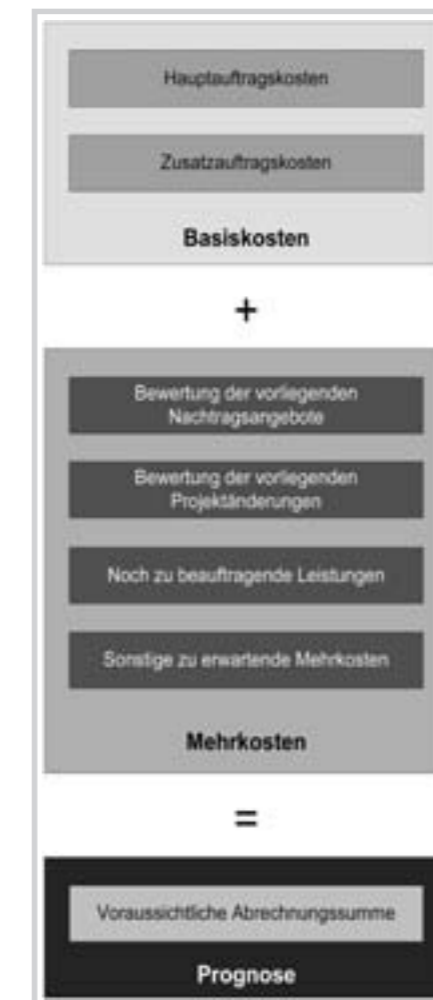 Hauptauftragskosten
Zusatzauftragskosten
Basiskosten
+
Bewertung der vorliegenden
Nachtragsangebote
Bewertung der vorliegenden
Projektänderungen
Noch zu beauftragende Leistungen
Sonstige zu erwartende Mehrkosten
Mehrkosten
=
Voraussichtliche Abrechnungssumme
Prognose